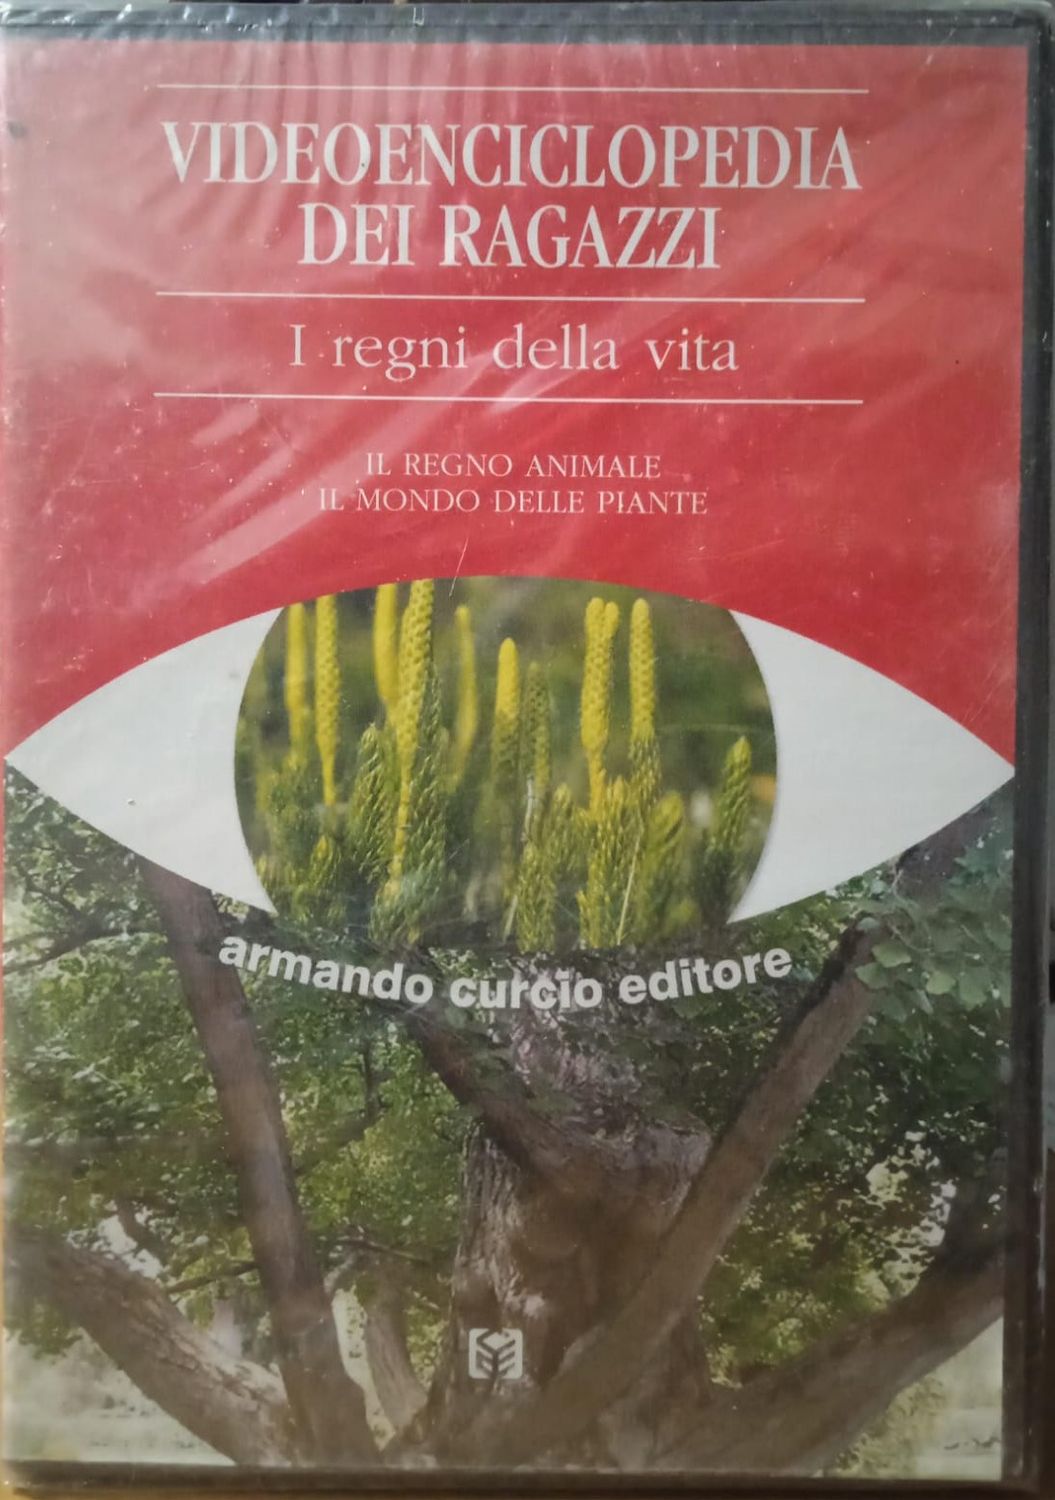 VIDEOENCICLOPEDIA
DEI RAGAZZI
I regni della vita
IL REGNO ANIMALE
IL MONDO DELLE PIANTE
armando curcio editore